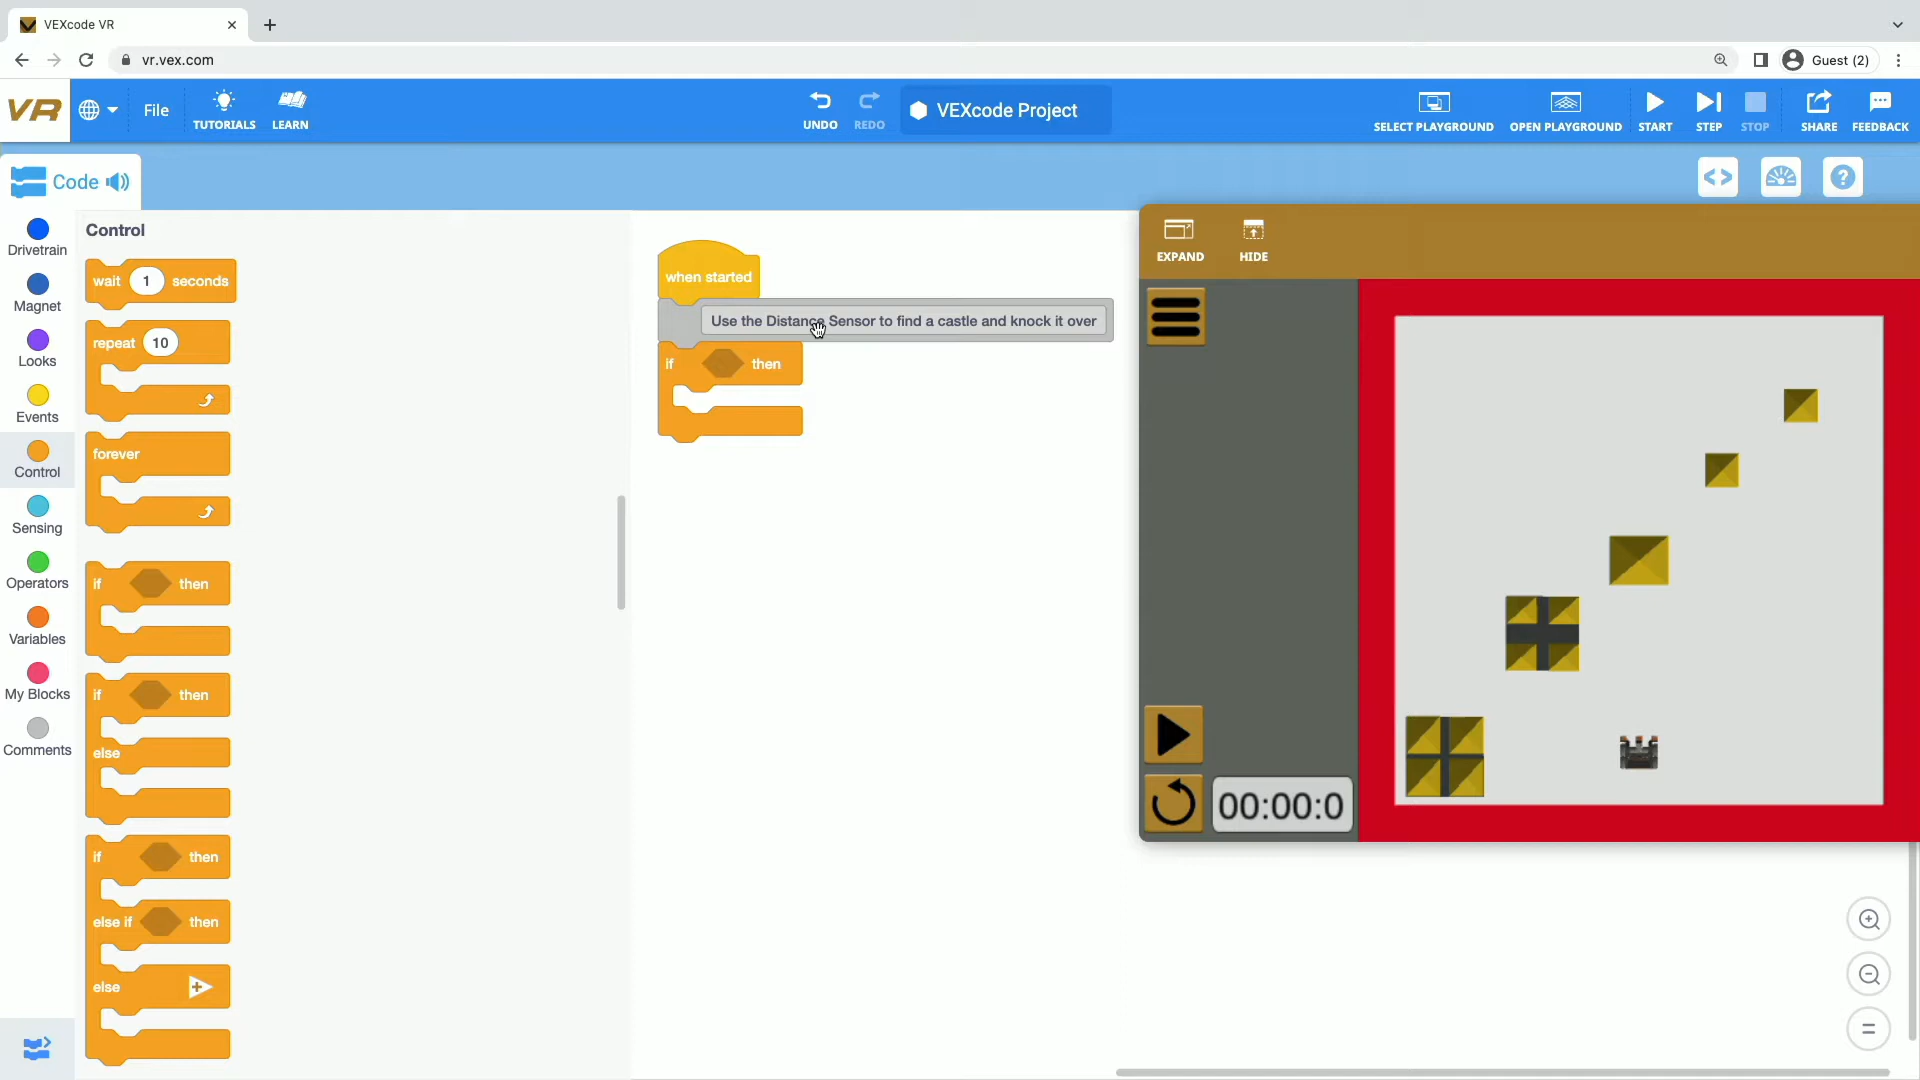 VEXcode VR
vr.vex.com
Guest (2)
VR
File
TUTORIALS
LEARN
UNDO
REDO
VEXcode Project
SELECT PLAYGROUND
OPEN PLAYGROUND
START
STEP
STOP
SHARE
FEEDBACK
Code
Drivetrain
Magnet
Looks
Events
Control
Sensing
Operators
Variables
My Blocks
Comments
Control
wait 1 seconds
repeat 10
forever
if then
if then
else
if then
else if then
else
when started
Use the Distance Sensor to find a castle and knock it over
if then
EXPAND
HIDE
00:00:0